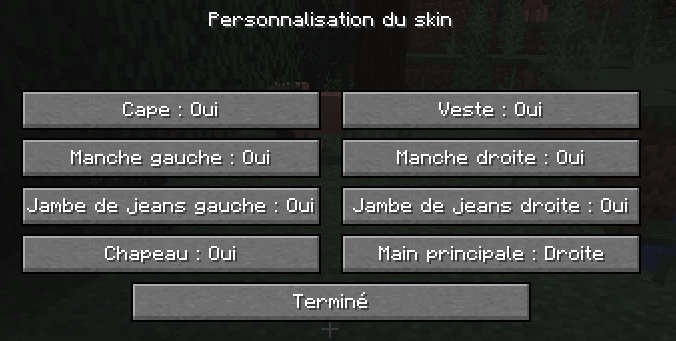 Personnalisation du skin
Cape : Oui
Veste : Oui
Manche gauche : Oui
Manche droite : Oui
Jambe de jeans gauche : Oui
Jambe de jeans droite : Oui
Chapeau : Oui
Main principale : Droite
Terminé